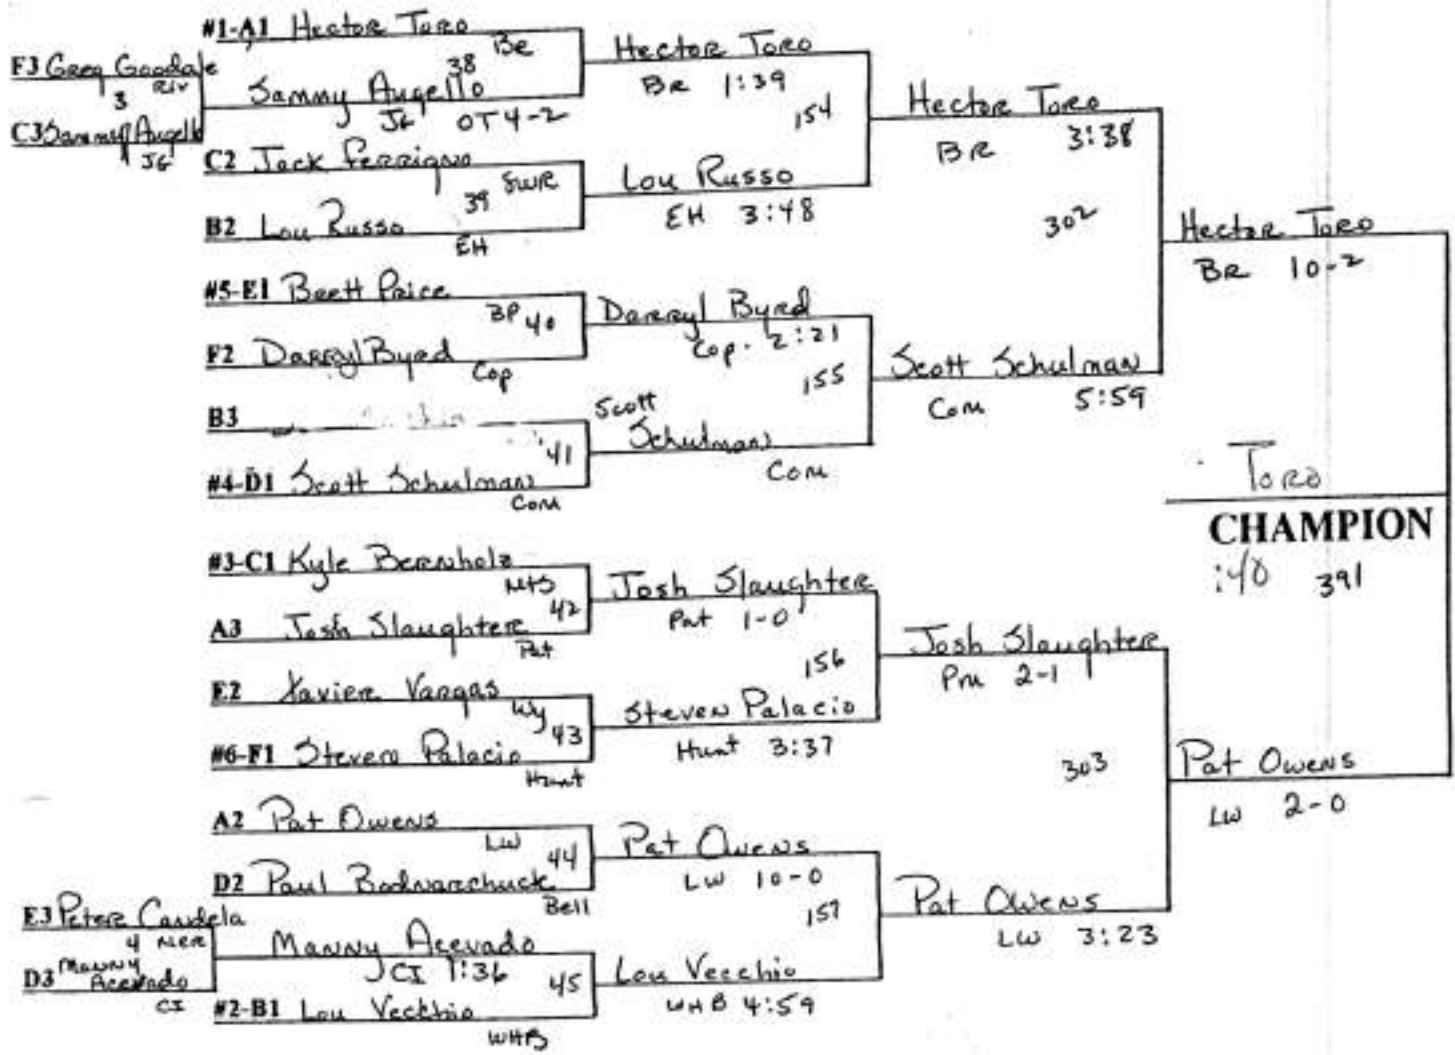 #1-A1 Hector Toro
Be
F3 Greg Goodale
Riv
3
38
Sammy Augello
JG OT 4-2
C3 Sammy Augello
JG
Hector Toro
BR 1:39
154
C2 Jack Ferrigno
SWR
39
B2 Lou Russo
EH
Lou Russo
EH 3:48
Hector Toro
BR 3:38
302
#5-E1 Brett Price
BP 40
F2 Darryl Byrd
Cop
Darryl Byrd
Cop. 2:21
155
B3
41
#4-D1 Scott Schulman
Com
Scott
Schulman
Com
Scott Schulman
Com 5:59
Hector Toro
BR 10-2
Toro
CHAMPION
:40 391
#3-C1 Kyle Bernholz
MtS
42
A3 Josh Slaughter
Pat
Josh Slaughter
Pat 1-0
156
E2 Xavier Vargas
Wy
43
#6-F1 Steven Palacio
Hunt
Steven Palacio
Hunt 3:37
Josh Slaughter
Pm 2-1
303
A2 Pat Owens
LW
44
D2 Paul Bodnarchuck
Bell
Pat Owens
LW 10-0
157
E3 Peter Candela
4 Mer
D3 Manny
Acevado
CI
Manny Acevado
CI 1:36
45
#2-B1 Lou Vecchio
WHB
Lou Vecchio
WHB 4:59
Pat Owens
LW 3:23
Pat Owens
LW 2-0